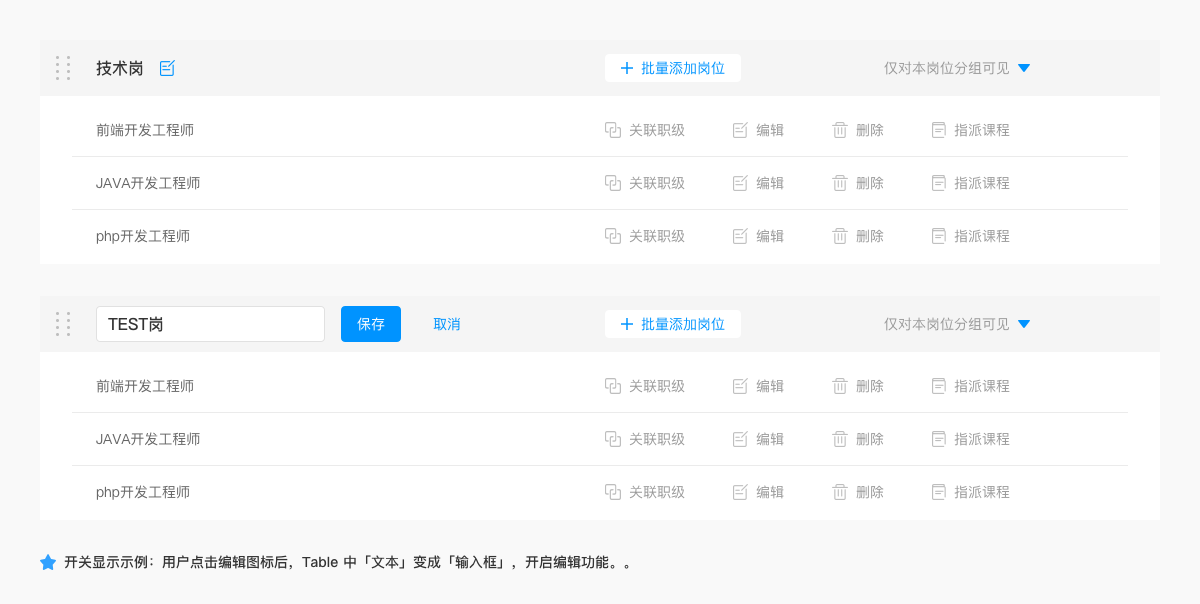 技术岗 批量添加岗位 仅对本岗位分组可见
前端开发工程师 关联职级 编辑 删除 指派课程
JAVA开发工程师 关联职级 编辑 删除 指派课程
php开发工程师 关联职级 编辑 删除 指派课程
TEST岗 保存 取消 批量添加岗位 仅对本岗位分组可见
前端开发工程师 关联职级 编辑 删除 指派课程
JAVA开发工程师 关联职级 编辑 删除 指派课程
php开发工程师 关联职级 编辑 删除 指派课程
开关显示示例：用户点击编辑图标后，Table 中「文本」变成「输入框」，开启编辑功能。。